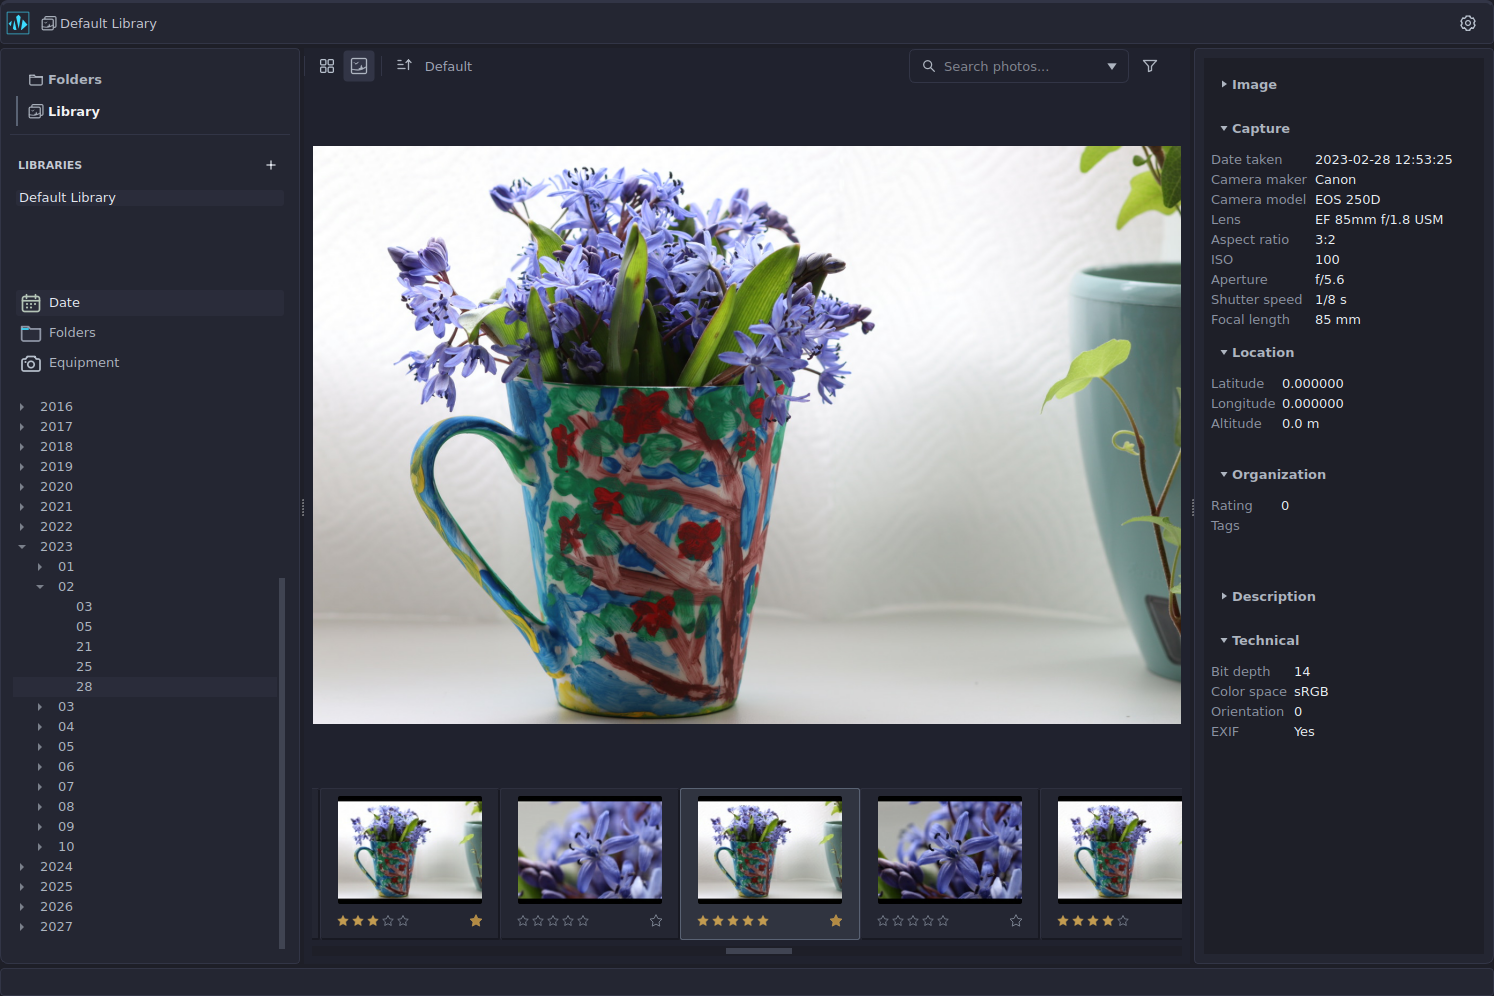 Default Library
Folders
Library
LIBRARIES
Default Library
Date
Folders
Equipment
2016
2017
2018
2019
2020
2021
2022
2023
01
02
03
05
21
25
28
03
04
05
06
07
08
09
10
2024
2025
2026
2027
Default
Search photos...
Image
Capture
Date taken 2023-02-28 12:53:25
Camera maker Canon
Camera model EOS 250D
Lens EF 85mm f/1.8 USM
Aspect ratio 3:2
ISO 100
Aperture f/5.6
Shutter speed 1/8 s
Focal length 85 mm
Location
Latitude 0.000000
Longitude 0.000000
Altitude 0.0 m
Organization
Rating 0
Tags
Description
Technical
Bit depth 14
Color space sRGB
Orientation 0
EXIF Yes